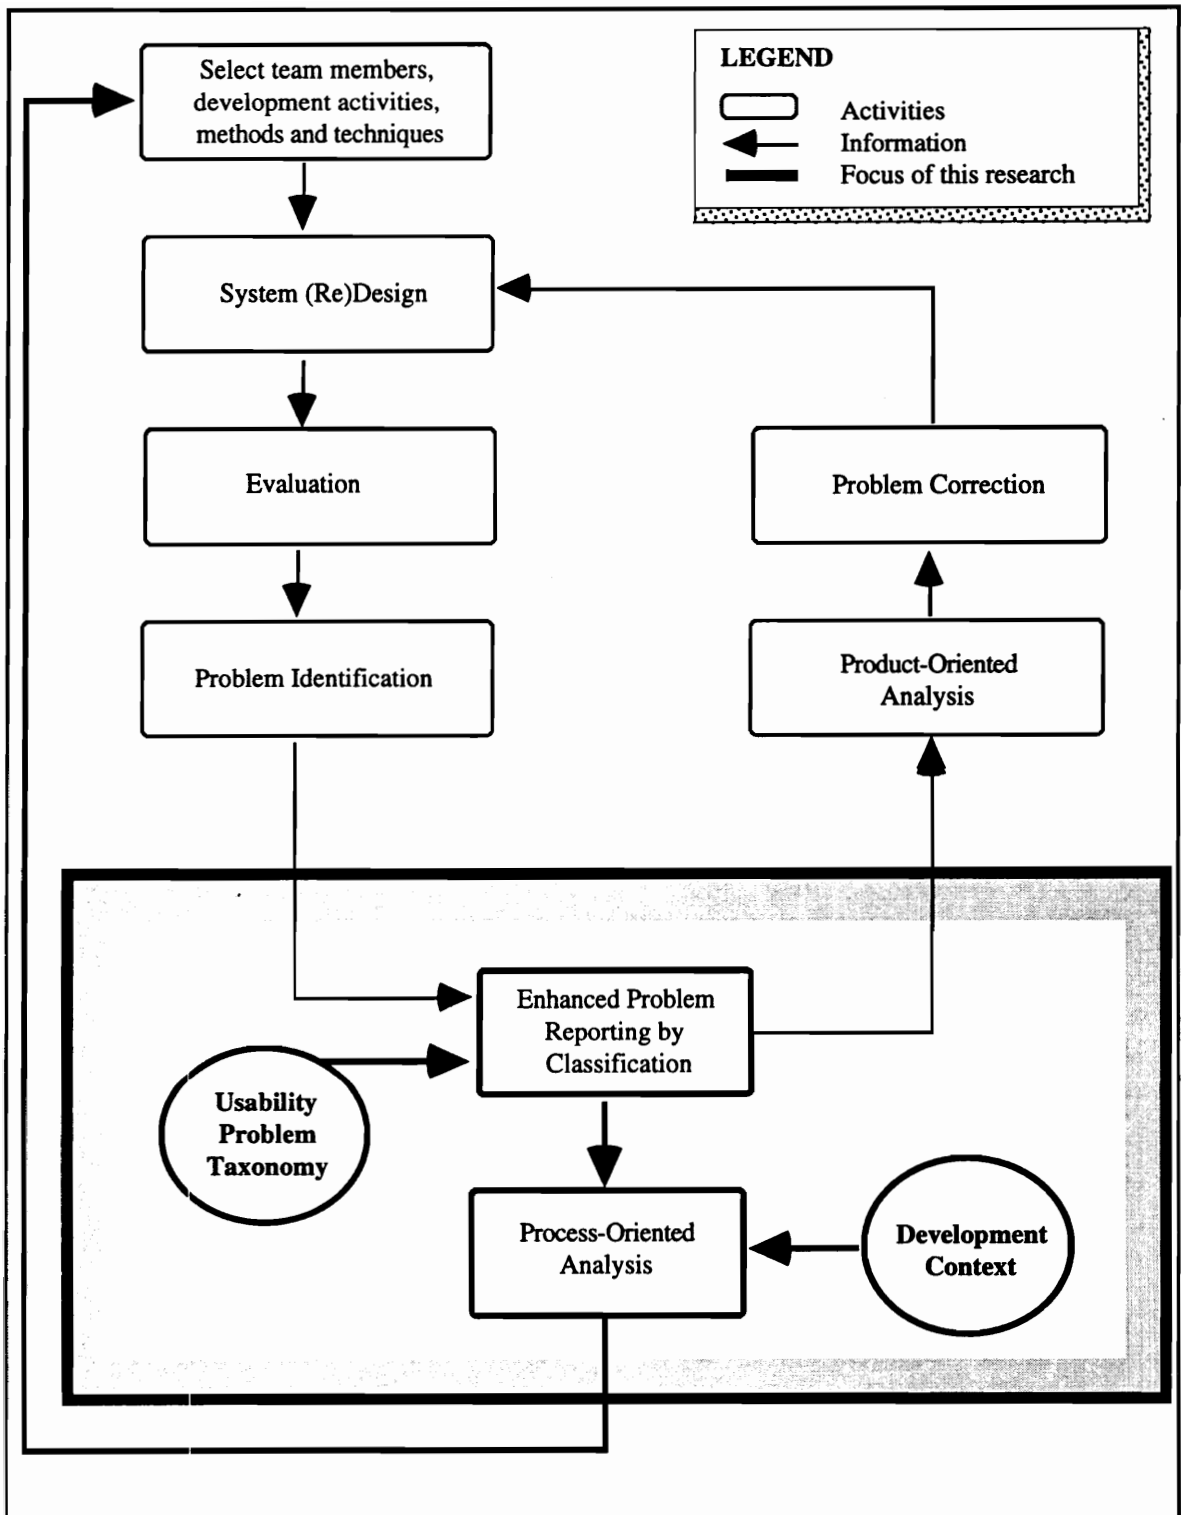 Select team members,
development activities,
methods and techniques
LEGEND
Activities
Information
Focus of this research
System (Re)Design
Evaluation
Problem Correction
Problem Identification
Product-Oriented
Analysis
Enhanced Problem
Reporting by
Classification
Usability
Problem
Taxonomy
Process-Oriented
Analysis
Development
Context